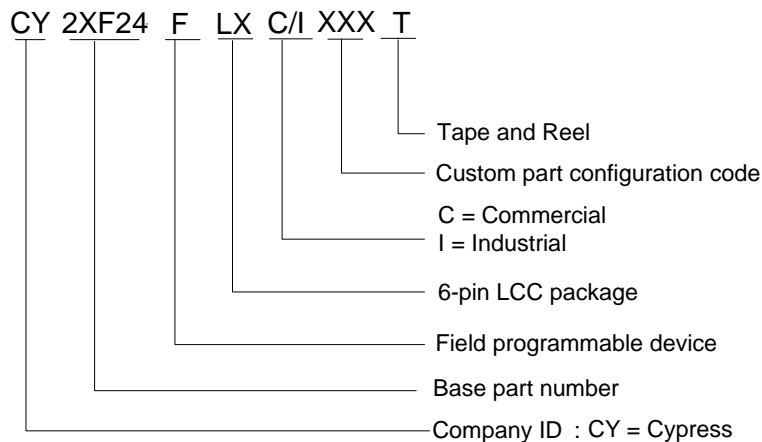 CY 2XF24 F LX C/I XXX T
Tape and Reel
Custom part configuration code
C = Commercial
I = Industrial
6-pin LCC package
Field programmable device
Base part number
Company ID : CY = Cypress